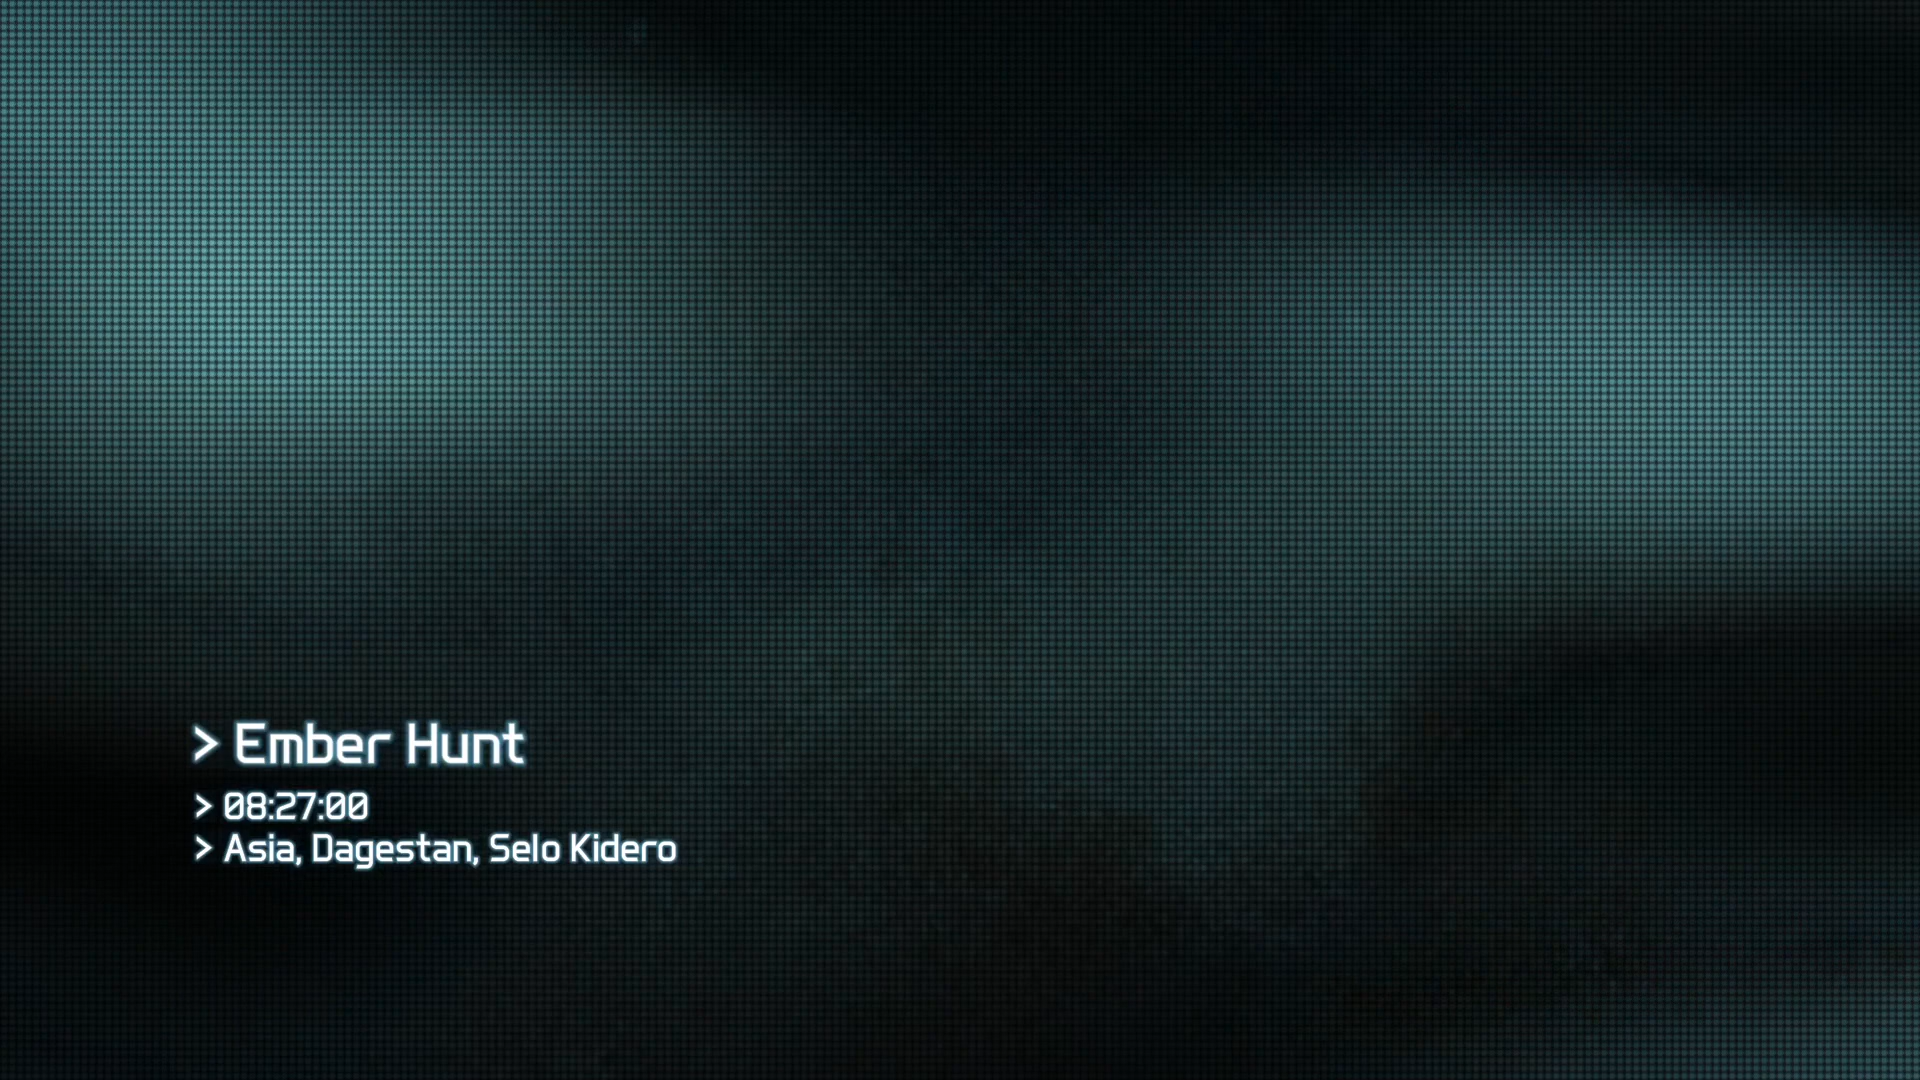 > Ember Hunt
> 08:27:00
> Asia, Dagestan, Selo Kidero